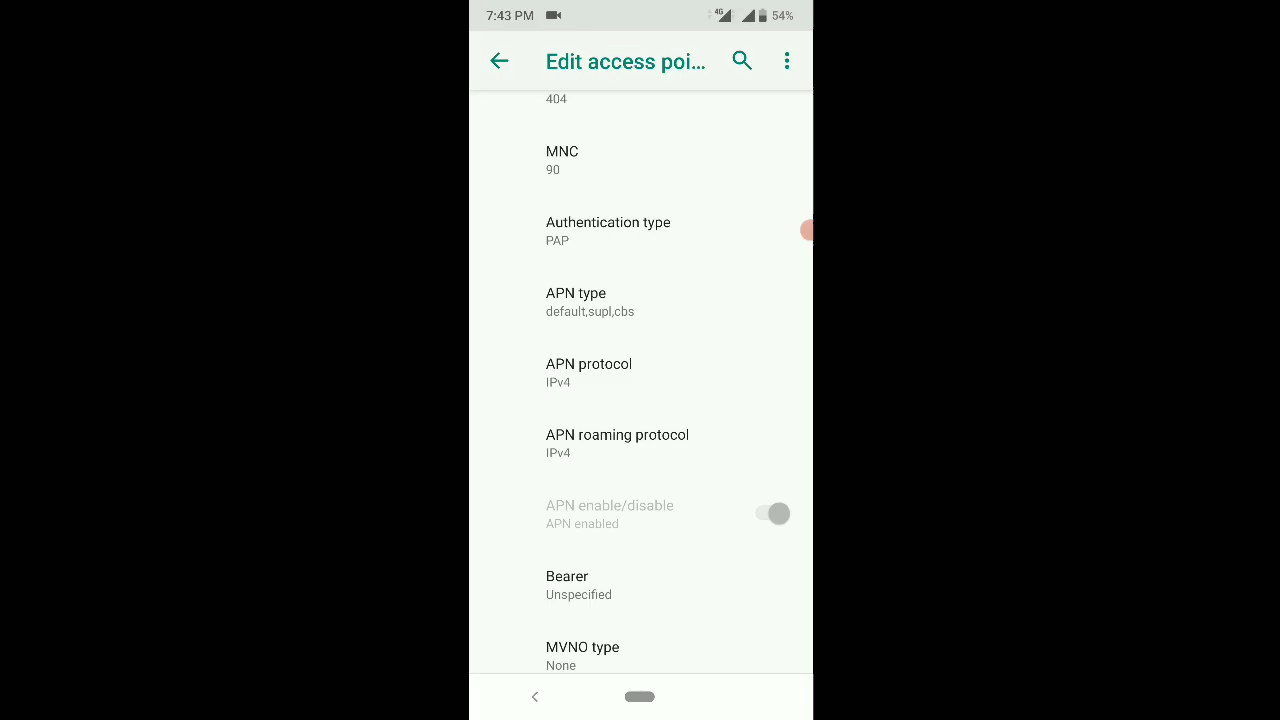 7:43 PM
4G
54%
Edit access poi...
404
MNC
90
Authentication type
PAP
APN type
default,supl,cbs
APN protocol
IPv4
APN roaming protocol
IPv4
APN enable/disable
APN enabled
Bearer
Unspecified
MVNO type
None